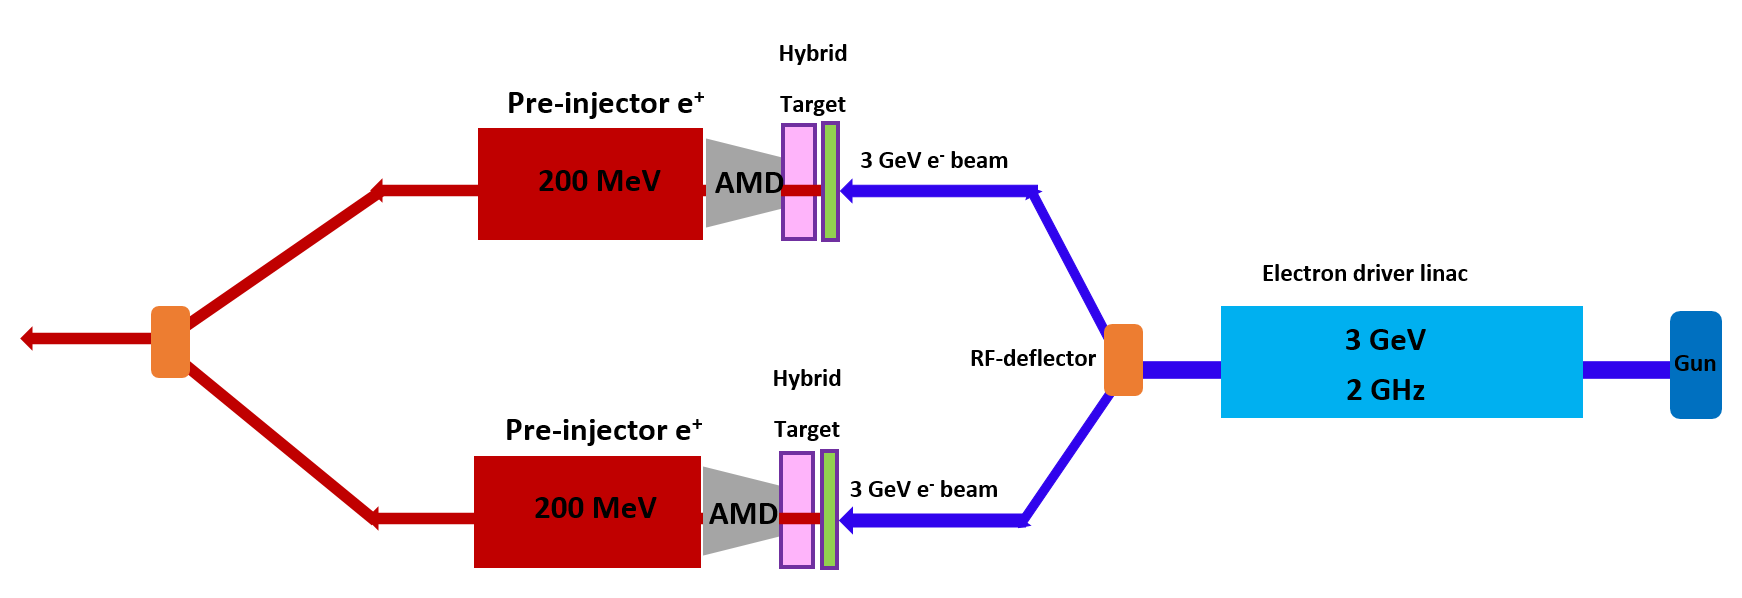 Hybrid
Target
Pre-injector e⁺
200 MeV
AMD
3 GeV e⁻ beam
Electron driver linac
3 GeV
2 GHz
Gun
RF-deflector
Hybrid
Target
Pre-injector e⁺
200 MeV
AMD
3 GeV e⁻ beam